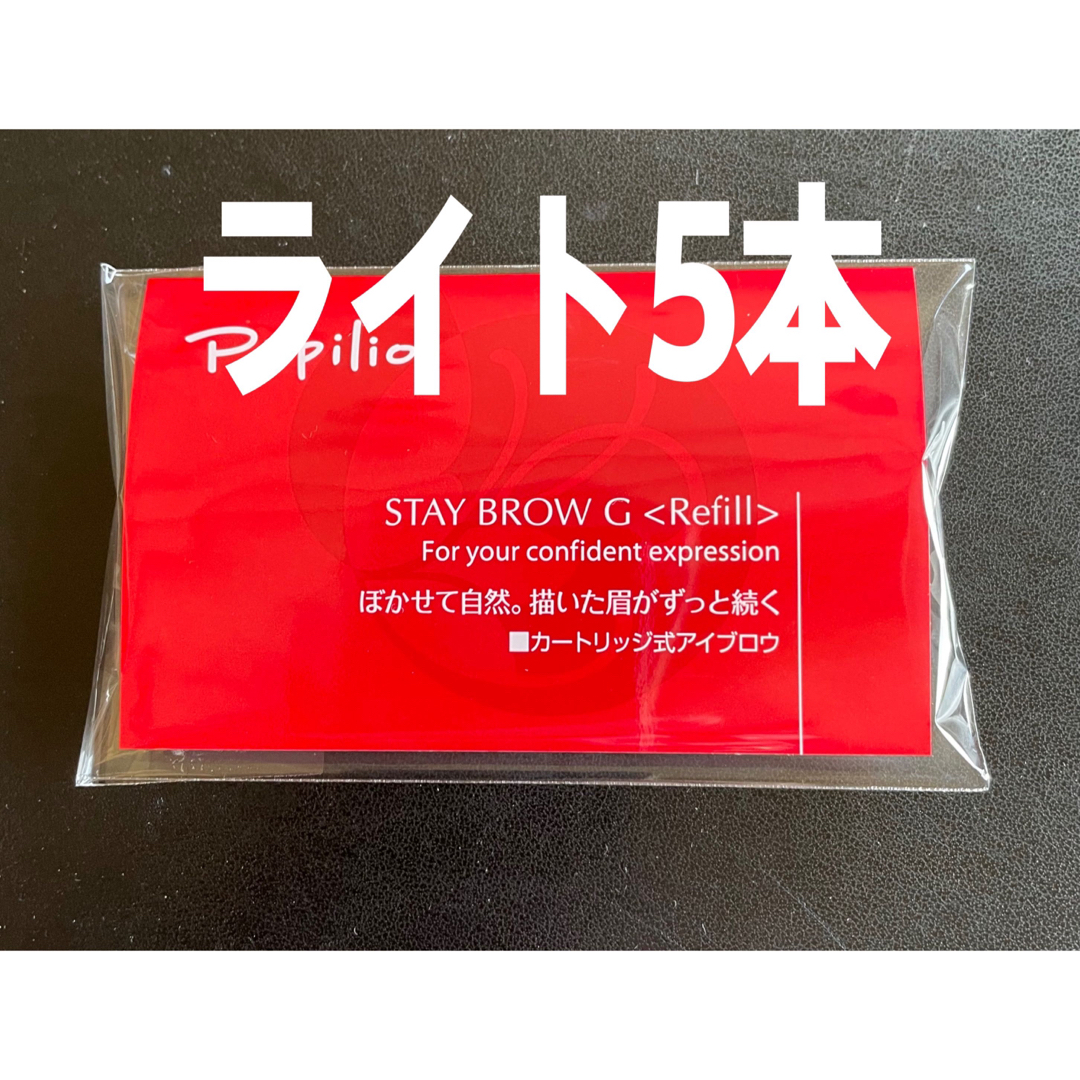 ライト5本
Papilio
STAY BROW G <Refill>
For your confident expression
ぼかせて自然。描いた眉がずっと続く
■カートリッジ式アイブロウ